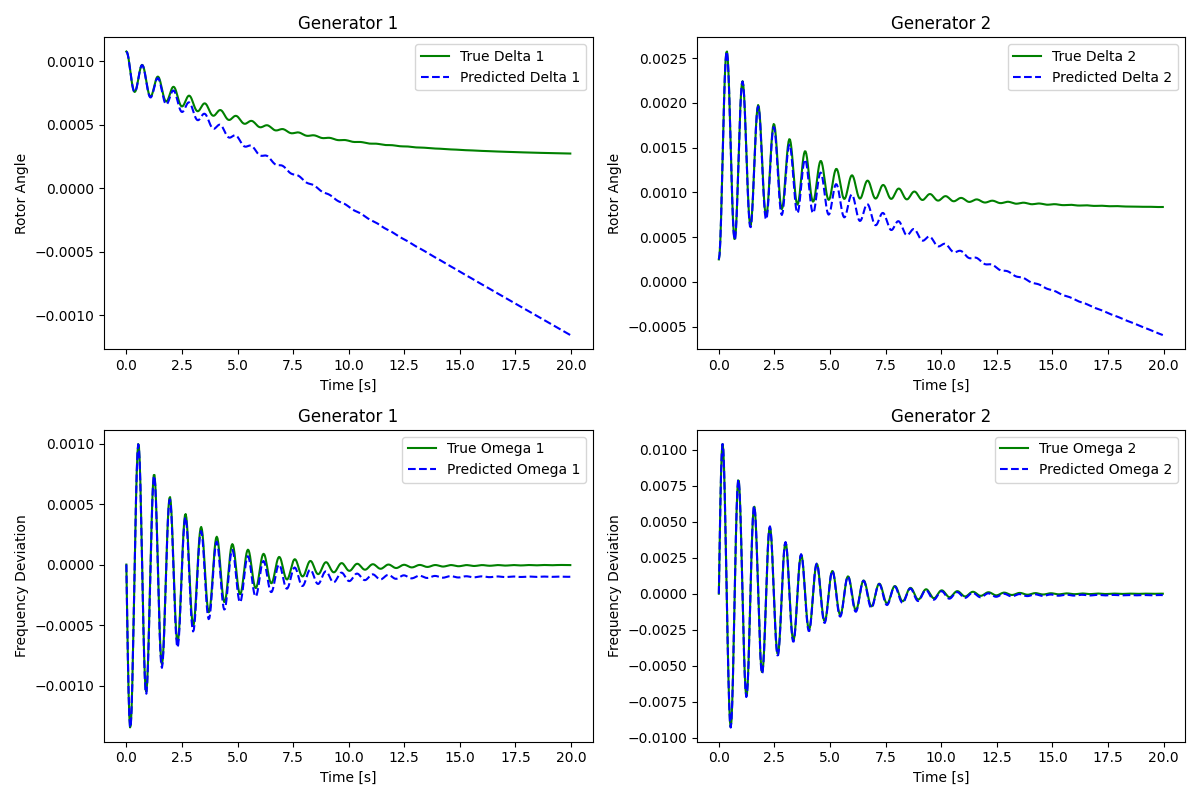 Generator 1
Rotor Angle
0.0010
0.0005
0.0000
−0.0005
−0.0010
True Delta 1
Predicted Delta 1
0.0 2.5 5.0 7.5 10.0 12.5 15.0 17.5 20.0
Time [s]
Generator 2
Rotor Angle
0.0025
0.0020
0.0015
0.0010
0.0005
0.0000
−0.0005
True Delta 2
Predicted Delta 2
0.0 2.5 5.0 7.5 10.0 12.5 15.0 17.5 20.0
Time [s]
Generator 1
Frequency Deviation
0.0010
0.0005
0.0000
−0.0005
−0.0010
True Omega 1
Predicted Omega 1
0.0 2.5 5.0 7.5 10.0 12.5 15.0 17.5 20.0
Time [s]
Generator 2
Frequency Deviation
0.0100
0.0075
0.0050
0.0025
0.0000
−0.0025
−0.0050
−0.0075
−0.0100
True Omega 2
Predicted Omega 2
0.0 2.5 5.0 7.5 10.0 12.5 15.0 17.5 20.0
Time [s]